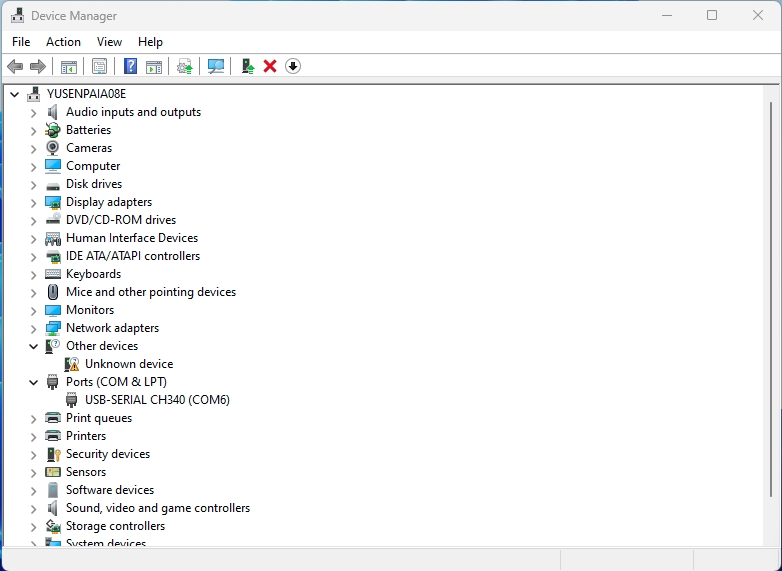 Device Manager
File Action View Help
YUSENPAIA08E
Audio inputs and outputs
Batteries
Cameras
Computer
Disk drives
Display adapters
DVD/CD-ROM drives
Human Interface Devices
IDE ATA/ATAPI controllers
Keyboards
Mice and other pointing devices
Monitors
Network adapters
Other devices
Unknown device
Ports (COM & LPT)
USB-SERIAL CH340 (COM6)
Print queues
Printers
Security devices
Sensors
Software devices
Sound, video and game controllers
Storage controllers
System devices